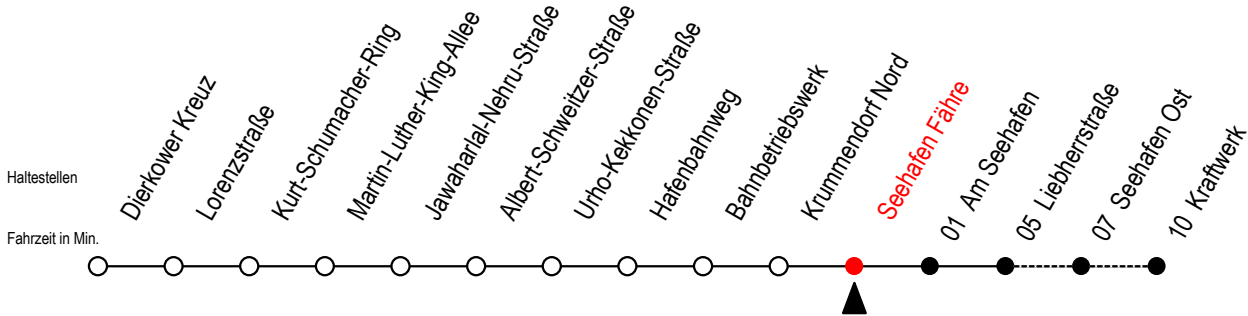 Haltestellen
Fahrzeit in Min.
Dierkower Kreuz
Lorenzstraße
Kurt-Schumacher-Ring
Martin-Luther-King-Allee
Jawaharlal-Nehru-Straße
Albert-Schweitzer-Straße
Urho-Kekkonen-Straße
Hafenbahnweg
Bahnbetriebswerk
Krummendorf Nord
Seehafen Fähre
01 Am Seehafen
05 Liebherrstraße
07 Seehafen Ost
10 Kraftwerk